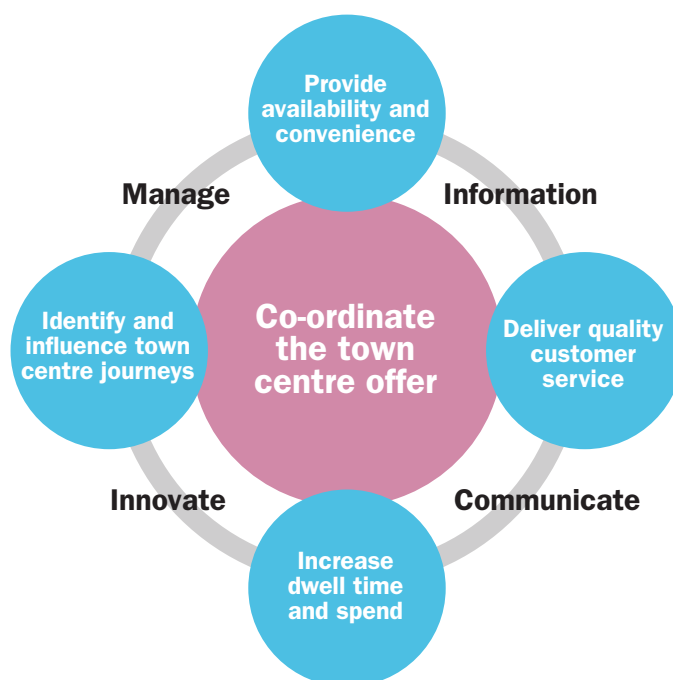 Provide
availability and
convenience
Manage
Information
Identify and
influence town
centre journeys
Co-ordinate
the town
centre offer
Deliver quality
customer
service
Innovate
Communicate
Increase
dwell time
and spend